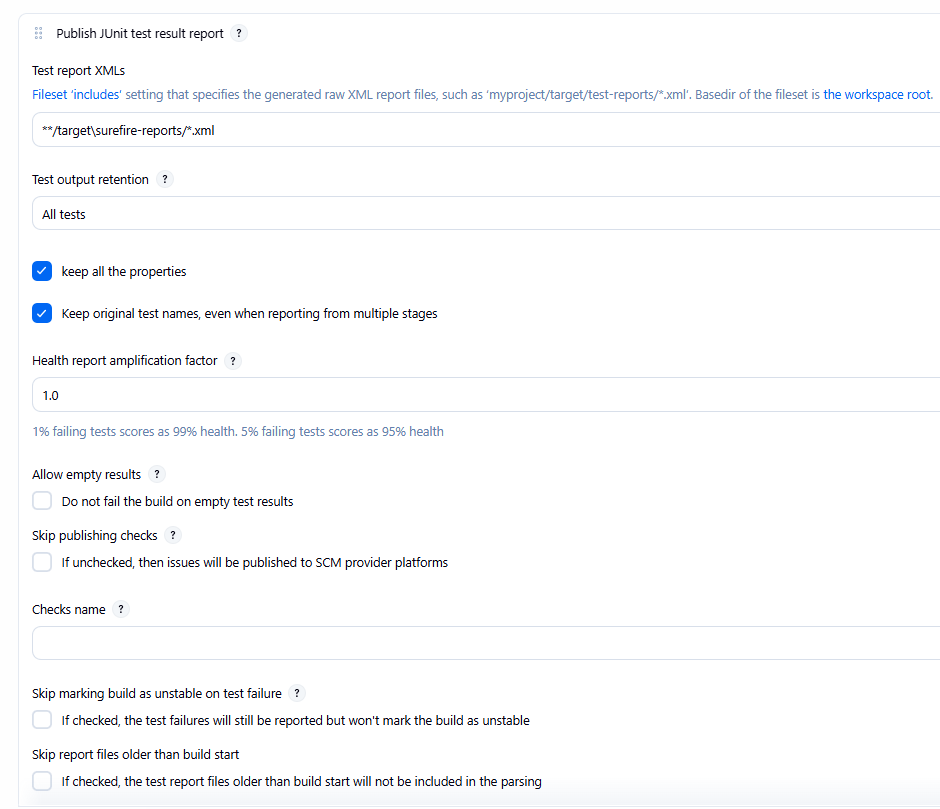 Publish JUnit test result report ?
Test report XMLs
Fileset 'includes' setting that specifies the generated raw XML report files, such as 'myproject/target/test-reports/*.xml'. Basedir of the fileset is the workspace root.
**/target\surefire-reports/*.xml
Test output retention ?
All tests
keep all the properties
Keep original test names, even when reporting from multiple stages
Health report amplification factor ?
1.0
1% failing tests scores as 99% health. 5% failing tests scores as 95% health
Allow empty results ?
Do not fail the build on empty test results
Skip publishing checks ?
If unchecked, then issues will be published to SCM provider platforms
Checks name ?
Skip marking build as unstable on test failure ?
If checked, the test failures will still be reported but won't mark the build as unstable
Skip report files older than build start
If checked, the test report files older than build start will not be included in the parsing